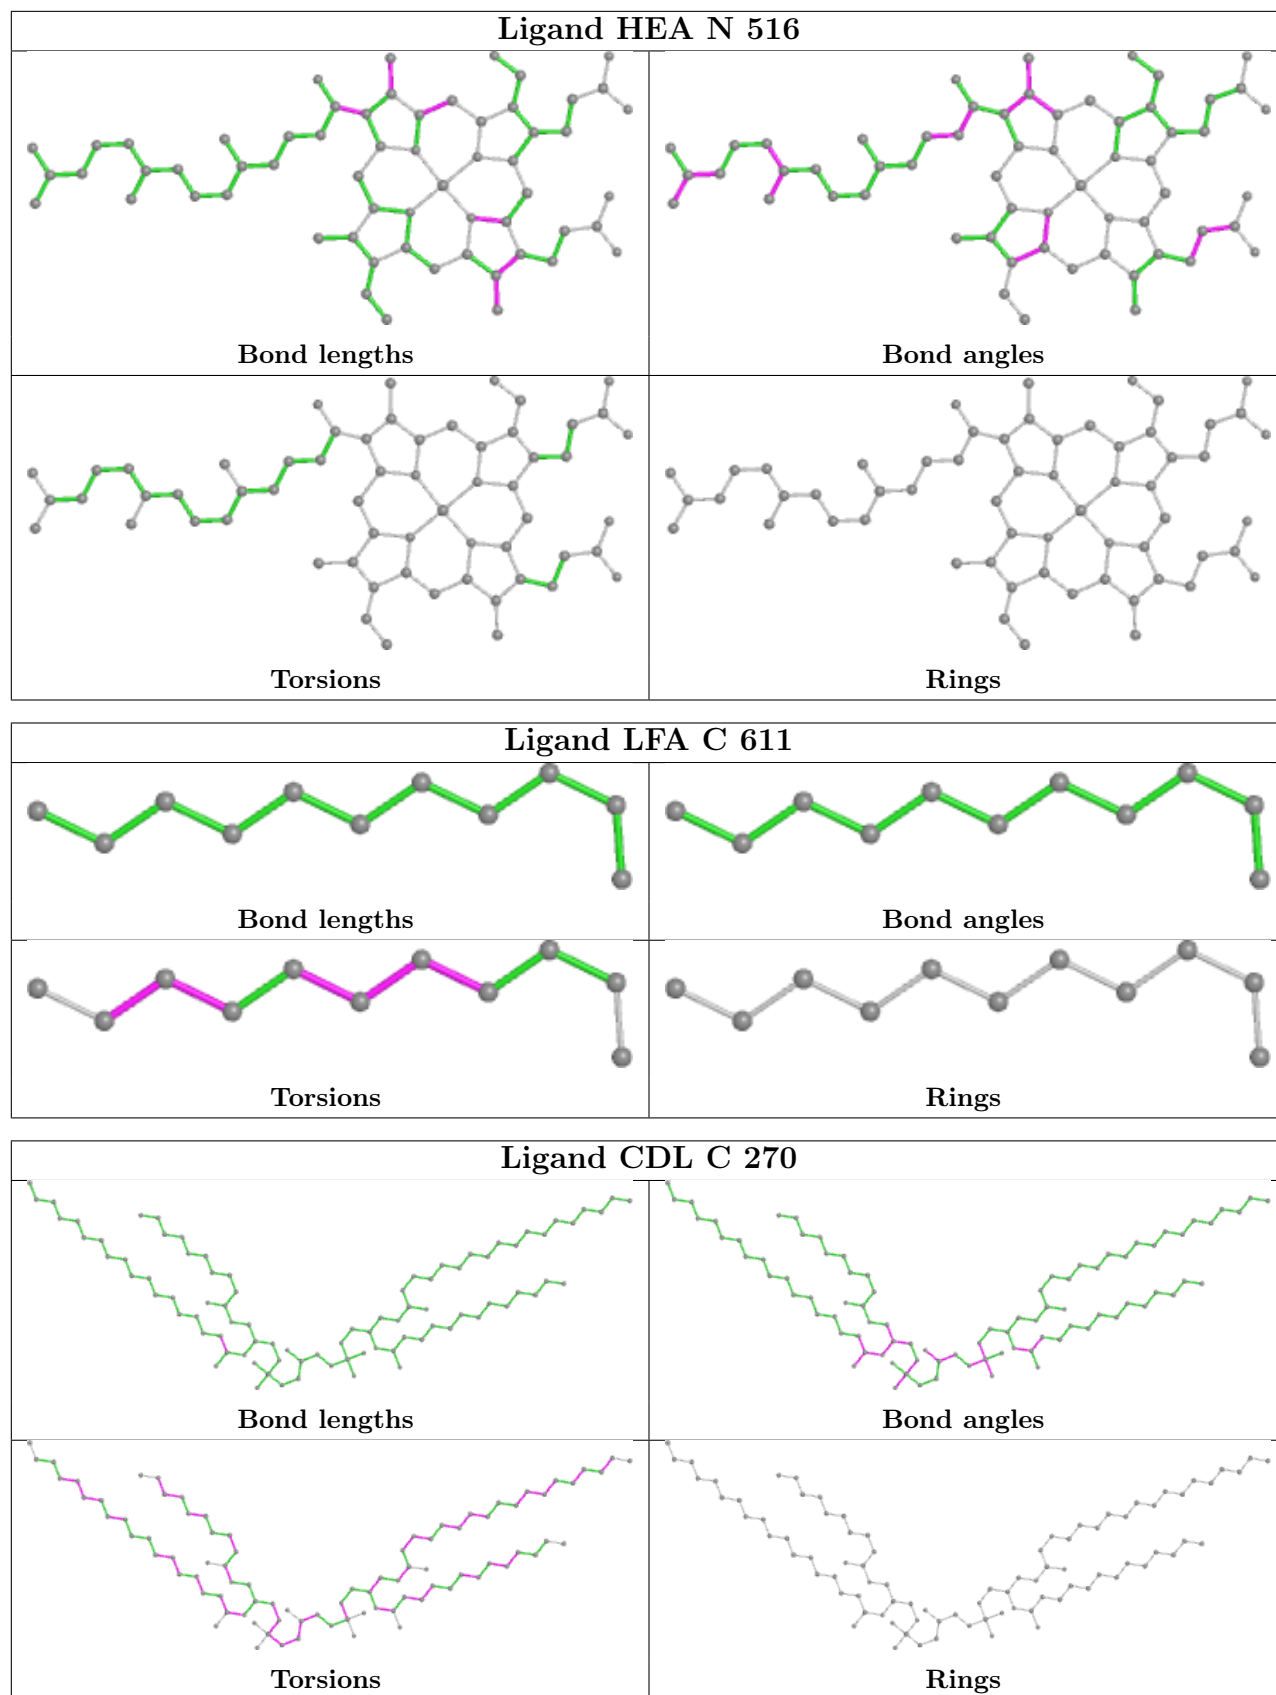 Ligand HEA N 516
Bond lengths
Bond angles
Torsions
Rings
Ligand LFA C 611
Bond lengths
Bond angles
Torsions
Rings
Ligand CDL C 270
Bond lengths
Bond angles
Torsions
Rings